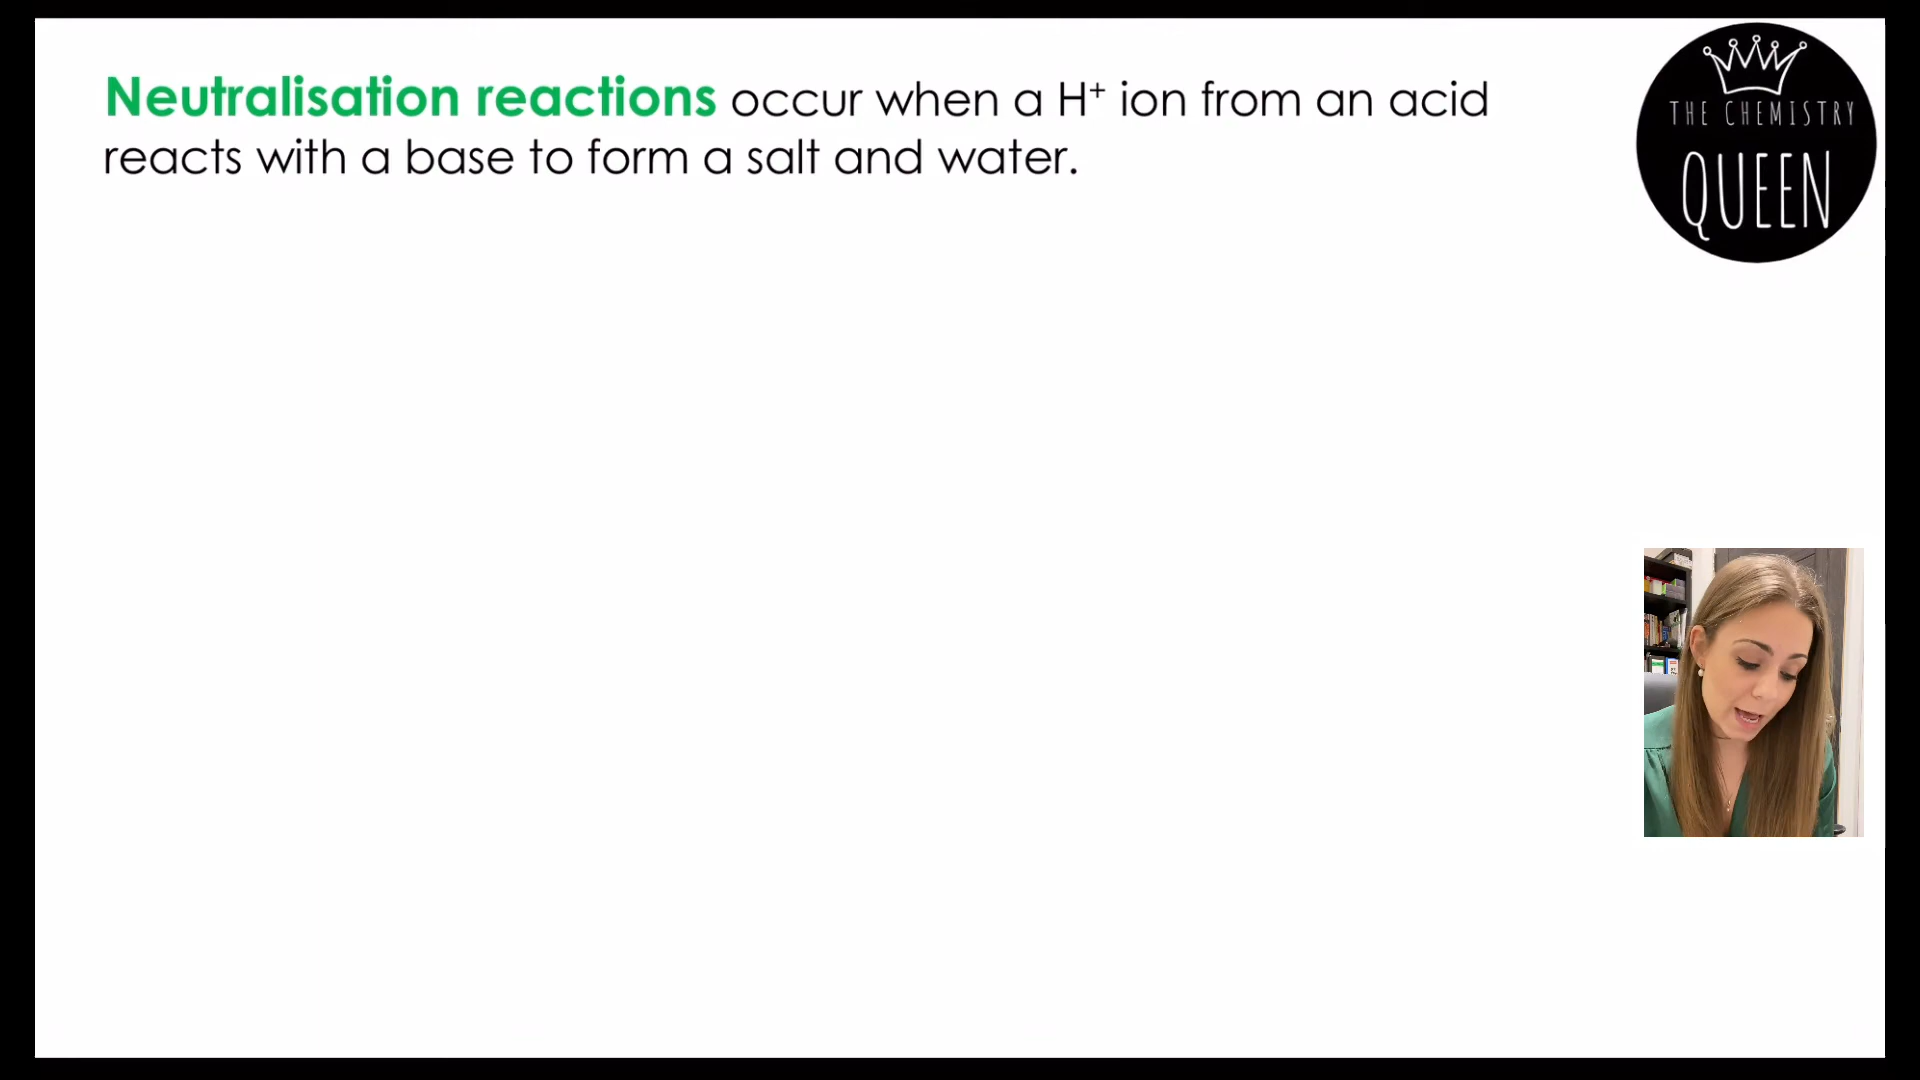 Neutralisation reactions occur when a H⁺ ion from an acid
reacts with a base to form a salt and water.
THE CHEMISTRY
QUEEN